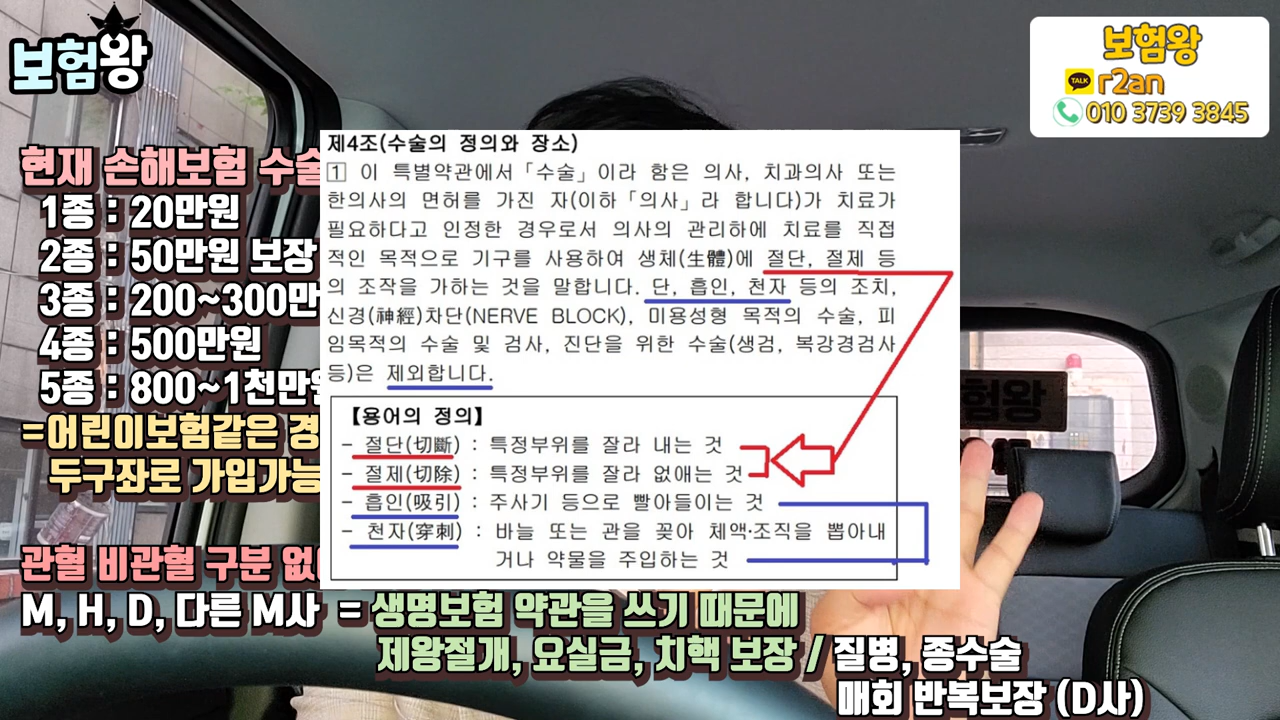 보험왕
보험왕
TALK r2an
010 3739 3845
현재 손해보험 수술
1종 : 20만원
2종 : 50만원 보장
3종 : 200~300만
4종 : 500만원
5종 : 800~1천만원
=어린이보험같은 경
두구좌로 가입가능
관혈 비관혈 구분 없이
M, H, D, 다른 M사 = 생명보험 약관을 쓰기 때문에
제왕절개, 요실금, 치핵 보장 / 질병, 종수술
매회 반복보장 (D사)
제4조(수술의 정의와 장소)
1 이 특별약관에서「수술」이라 함은 의사, 치과의사 또는
한의사의 면허를 가진 자(이하「의사」라 합니다)가 치료가
필요하다고 인정한 경우로서 의사의 관리하에 치료를 직접
적인 목적으로 기구를 사용하여 생체(生體)에 절단, 절제 등
의 조작을 가하는 것을 말합니다. 단, 흡인, 천자 등의 조치,
신경(神經)차단(NERVE BLOCK), 미용성형 목적의 수술, 피
임목적의 수술 및 검사, 진단을 위한 수술(생검, 복강경검사
등)은 제외합니다.
【용어의 정의】
- 절단(切斷) : 특정부위를 잘라 내는 것
- 절제(切除) : 특정부위를 잘라 없애는 것
- 흡인(吸引) : 주사기 등으로 빨아들이는 것
- 천자(穿刺) : 바늘 또는 관을 꽂아 체액·조직을 뽑아내
거나 약물을 주입하는 것
험왕